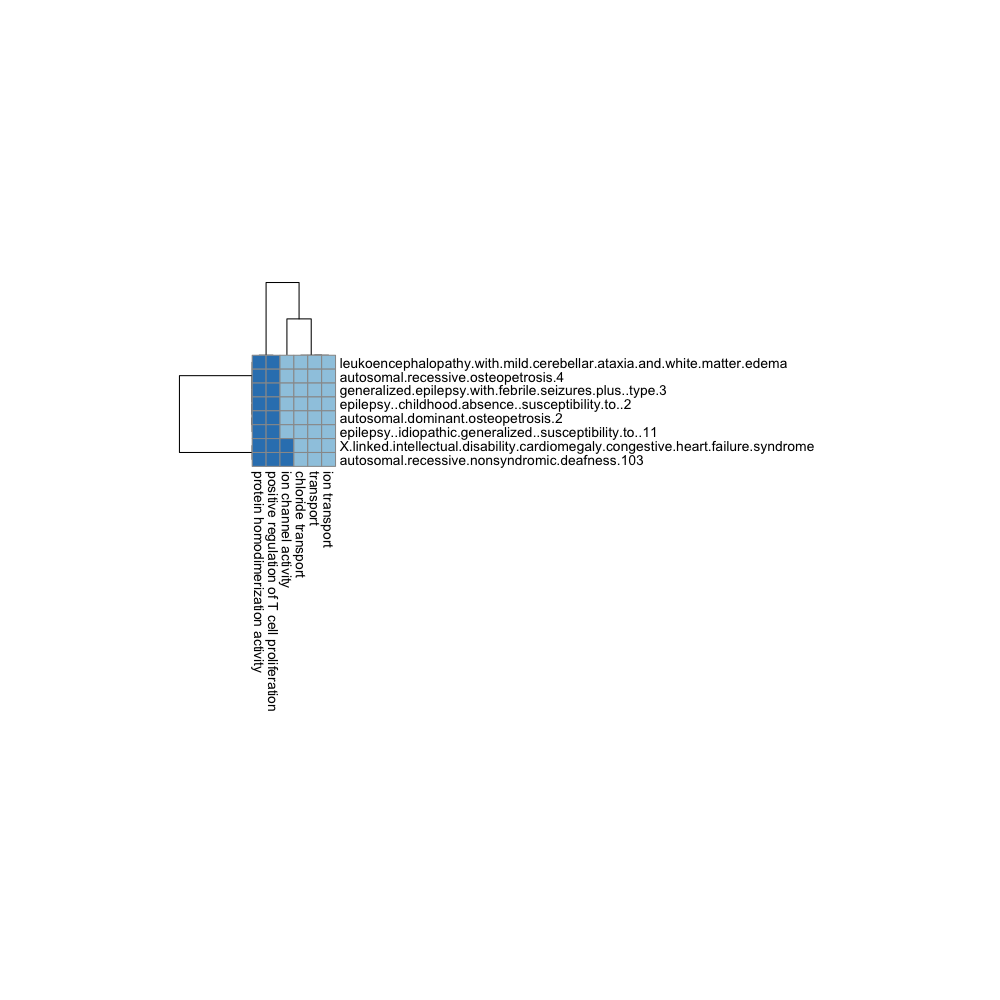 leukoencephalopathy.with.mild.cerebellar.ataxia.and.white.matter.edema
autosomal.recessive.osteopetrosis.4
generalized.epilepsy.with.febrile.seizures.plus..type.3
epilepsy..childhood.absence..susceptibility.to..2
autosomal.dominant.osteopetrosis.2
epilepsy..idiopathic.generalized..susceptibility.to..11
X.linked.intellectual.disability.cardiomegaly.congestive.heart.failure.syndrome
autosomal.recessive.nonsyndromic.deafness.103
protein homodimerization activity
positive regulation of T cell proliferation
ion channel activity
chloride transport
transport
ion transport